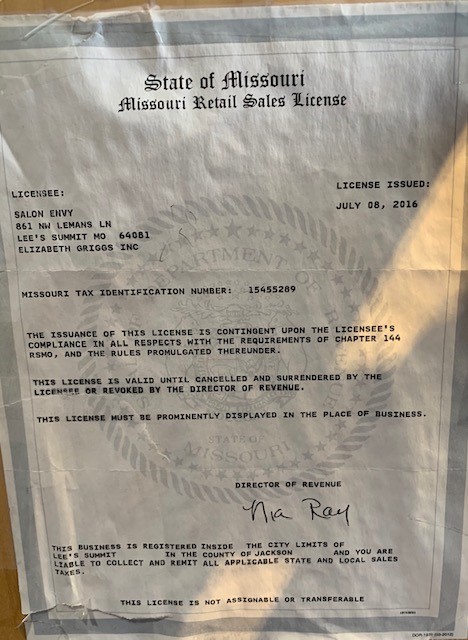 State of Missouri
Missouri Retail Sales License
LICENSEE:
LICENSE ISSUED:
SALON ENVY
JULY 08, 2016
861 NW LEMANS LN
LEE'S SUMMIT MO 64081
ELIZABETH GRIGGS INC
MISSOURI TAX IDENTIFICATION NUMBER: 15455289
THE ISSUANCE OF THIS LICENSE IS CONTINGENT UPON THE LICENSEE'S
COMPLIANCE IN ALL RESPECTS WITH THE REQUIREMENTS OF CHAPTER 144
RSMO, AND THE RULES PROMULGATED THEREUNDER.
THIS LICENSE IS VALID UNTIL CANCELLED AND SURRENDERED BY THE
LICENSEE OR REVOKED BY THE DIRECTOR OF REVENUE.
THIS LICENSE MUST BE PROMINENTLY DISPLAYED IN THE PLACE OF BUSINESS.
STATE OF
MISSOURI
DIRECTOR OF REVENUE
Nia Ray
THIS BUSINESS IS REGISTERED INSIDE THE CITY LIMITS OF
LEE'S SUMMIT IN THE COUNTY OF JACKSON AND YOU ARE
LIABLE TO COLLECT AND REMIT ALL APPLICABLE STATE AND LOCAL SALES
TAXES.
THIS LICENSE IS NOT ASSIGNABLE OR TRANSFERABLE